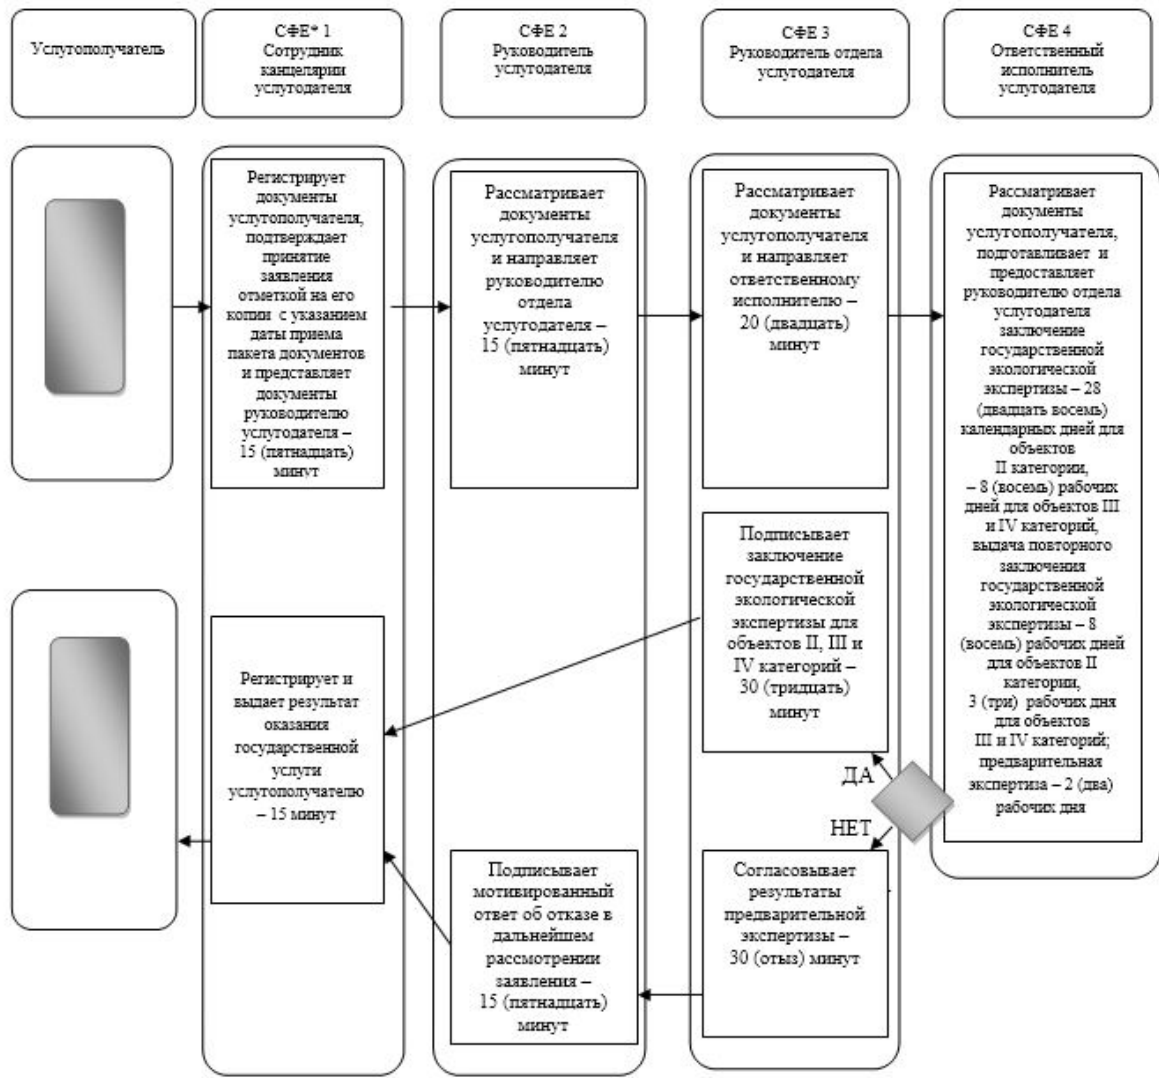 Услугополучатель
СФЕ* 1
Сотрудник
канцелярии
услугодателя
СФЕ 2
Руководитель
услугодателя
СФЕ 3
Руководитель отдела
услугодателя
СФЕ 4
Ответственный
исполнитель
услугодателя
Регистрирует
документы
услугополучателя,
подтверждает
принятие
заявления
отметкой на его
копии с указанием
даты приема
пакета документов
и представляет
документы
руководителю
услугодателя –
15 (пятнадцать)
минут
Рассматривает
документы
услугополучателя
и направляет
руководителю
отдела
услугодателя –
15 (пятнадцать)
минут
Рассматривает
документы
услугополучателя
и направляет
ответственному
исполнителю –
20 (двадцать)
минут
Рассматривает
документы
услугополучателя,
подготавливает и
предоставляет
руководителю отдела
услугодателя
заключение
государственной
экологической
экспертизы – 28
(двадцать восемь)
календарных дней для
объектов
II категории,
– 8 (восемь) рабочих
дней для объектов III
и IV категорий,
выдача повторного
заключения
государственной
экологической
экспертизы – 8
(восемь) рабочих дней
для объектов II
категории,
3 (три) рабочих дня
для объектов
III и IV категорий;
предварительная
экспертиза – 2 (два)
рабочих дня
Подписывает
заключение
государственной
экологической
экспертизы для
объектов II, III и
IV категорий –
30 (тридцать)
минут
ДА
НЕТ
Регистрирует и
выдает результат
оказания
государственной
услуги
услугополучателю
– 15 минут
Подписывает
мотивированный
ответ об отказе в
дальнейшем
рассмотрении
заявления –
15 (пятнадцать)
минут
Согласовывает
результаты
предварительной
экспертизы –
30 (отыз) минут